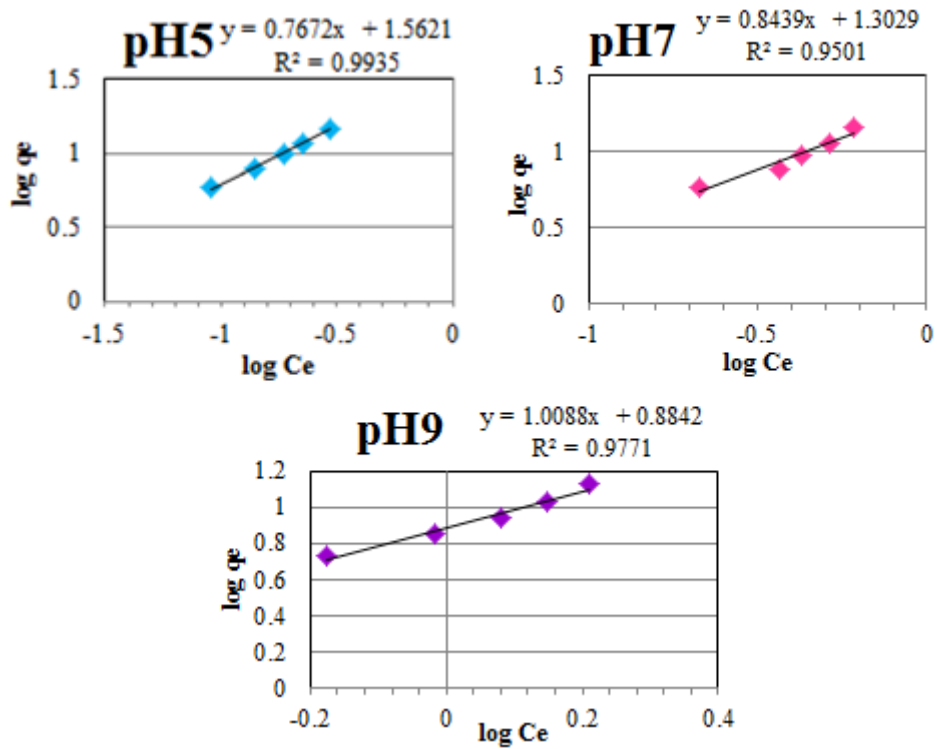 pH5 y = 0.7672x + 1.5621
R² = 0.9935
1.5
1
0.5
0
log qe
-1.5
-1
-0.5
0
log Ce
pH7 y = 0.8439x + 1.3029
R² = 0.9501
1.5
1
0.5
0
log qe
-1
-0.5
0
log Ce
pH9 y = 1.0088x + 0.8842
R² = 0.9771
1.2
1
0.8
0.6
0.4
0.2
0
log qe
-0.2
0
0.2
0.4
log Ce